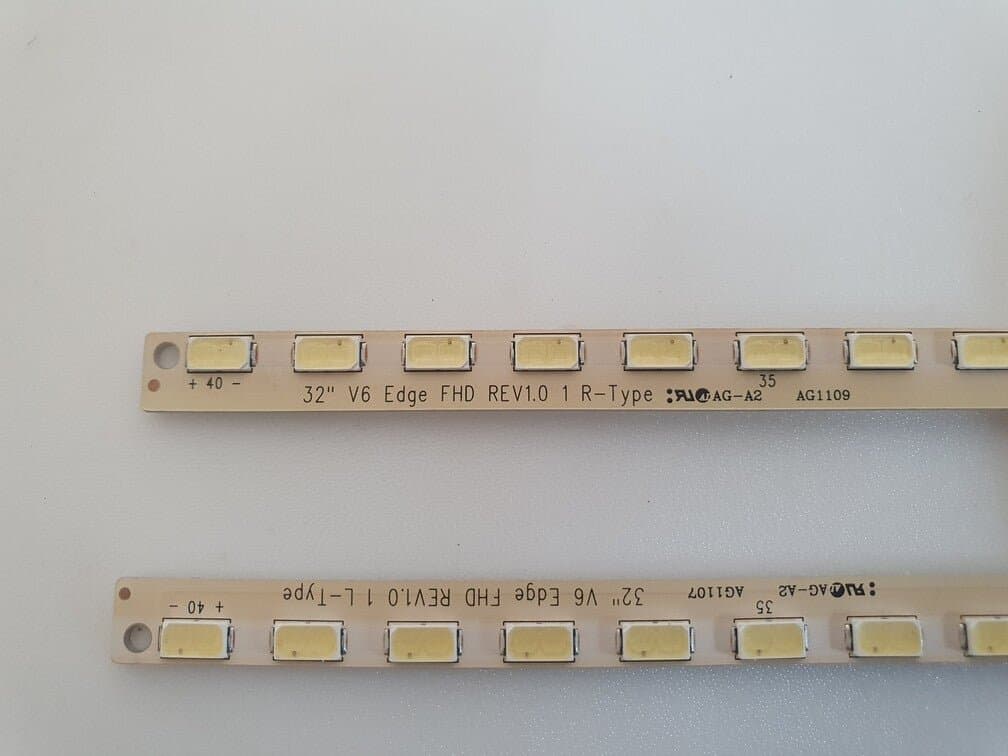 + 40 -
32" V6 Edge FHD REV1.0 1 R-Type AG-A2 AG1109
35
32" V6 Edge FHD REV1.0 1 L-Type
AG1107 AG-A2
35
+ 40 -